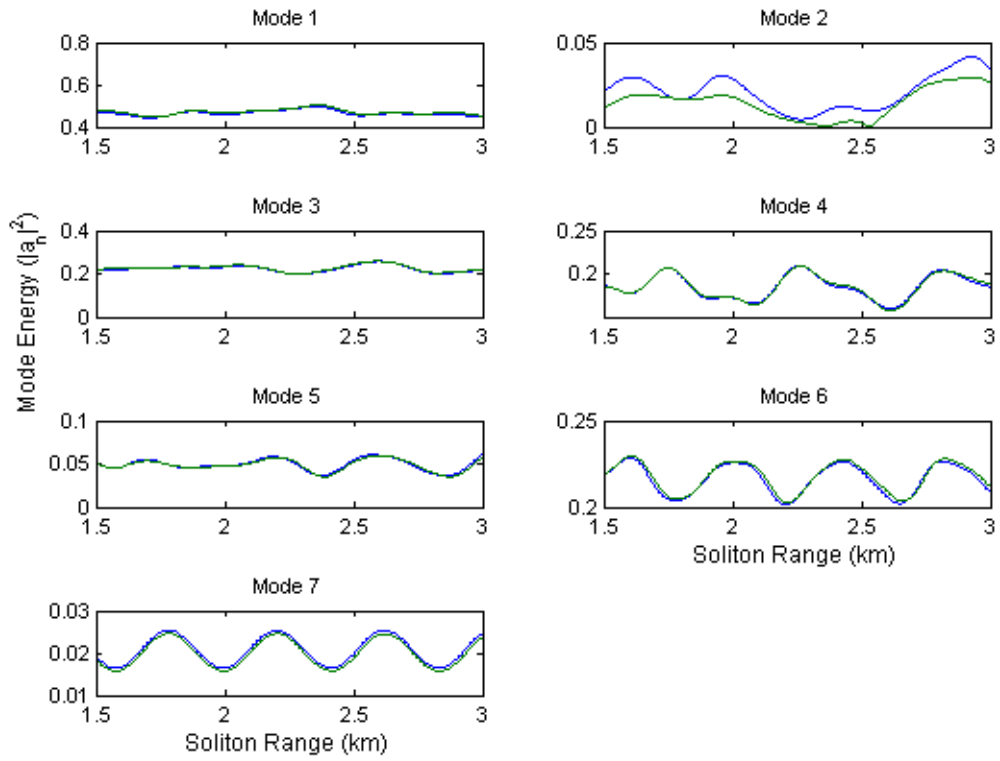 Mode 1
0.8
0.6
0.4
1.5 2 2.5 3
Mode 2
0.05
0
1.5 2 2.5 3
Mode Energy (|a_n|^2)
Mode 3
0.4
0.2
0
1.5 2 2.5 3
Mode 4
0.25
0.2
1.5 2 2.5 3
Mode 5
0.1
0.05
0
1.5 2 2.5 3
Mode 6
0.25
0.2
1.5 2 2.5 3
Soliton Range (km)
Mode 7
0.03
0.02
0.01
1.5 2 2.5 3
Soliton Range (km)